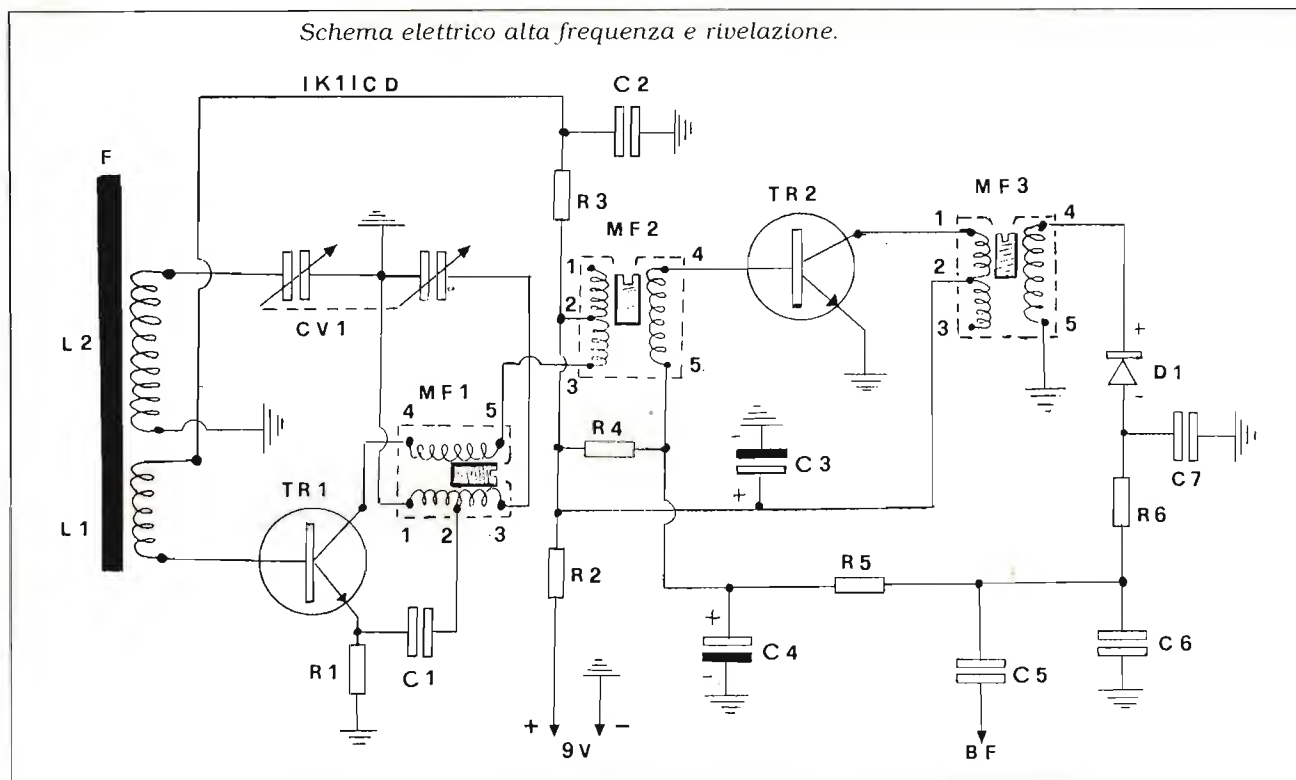 Schema elettrico alta frequenza e rivelazione.
IK1ICD
C2
F
R3
TR2
MF3
1
4
MF2
1
4
2
2
3
5
CV1
L2
3
5
D1
+
-
MF1
4
5
R4
-
C3
+
C7
TR1
L1
1
2
3
R6
R2
R5
R1
C1
+
C4
-
C5
C6
+
9V
-
BF